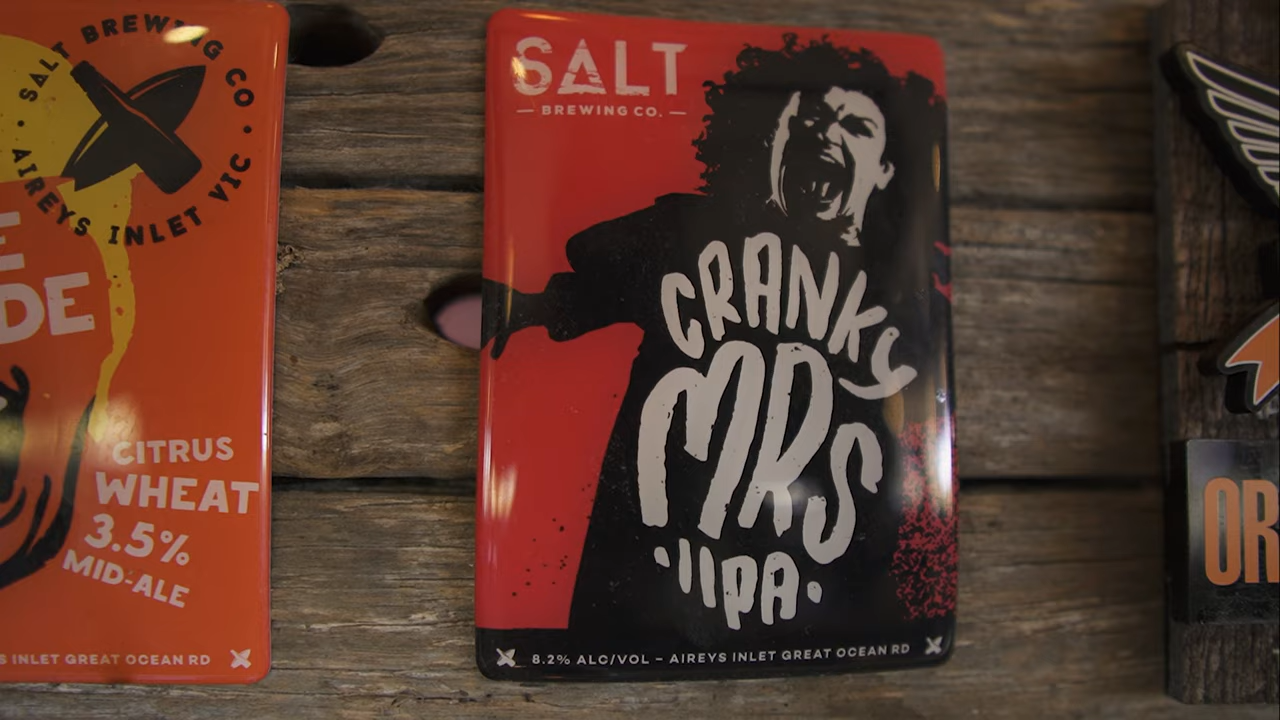 SALT BREWING CO
• AIREYS INLET VIC •
E
DE
CITRUS
WHEAT
3.5%
MID-ALE
S INLET GREAT OCEAN RD
SALT
— BREWING CO. —
CRANKY
MRS
·IIPA·
8.2% ALC/VOL – AIREYS INLET GREAT OCEAN RD
OR